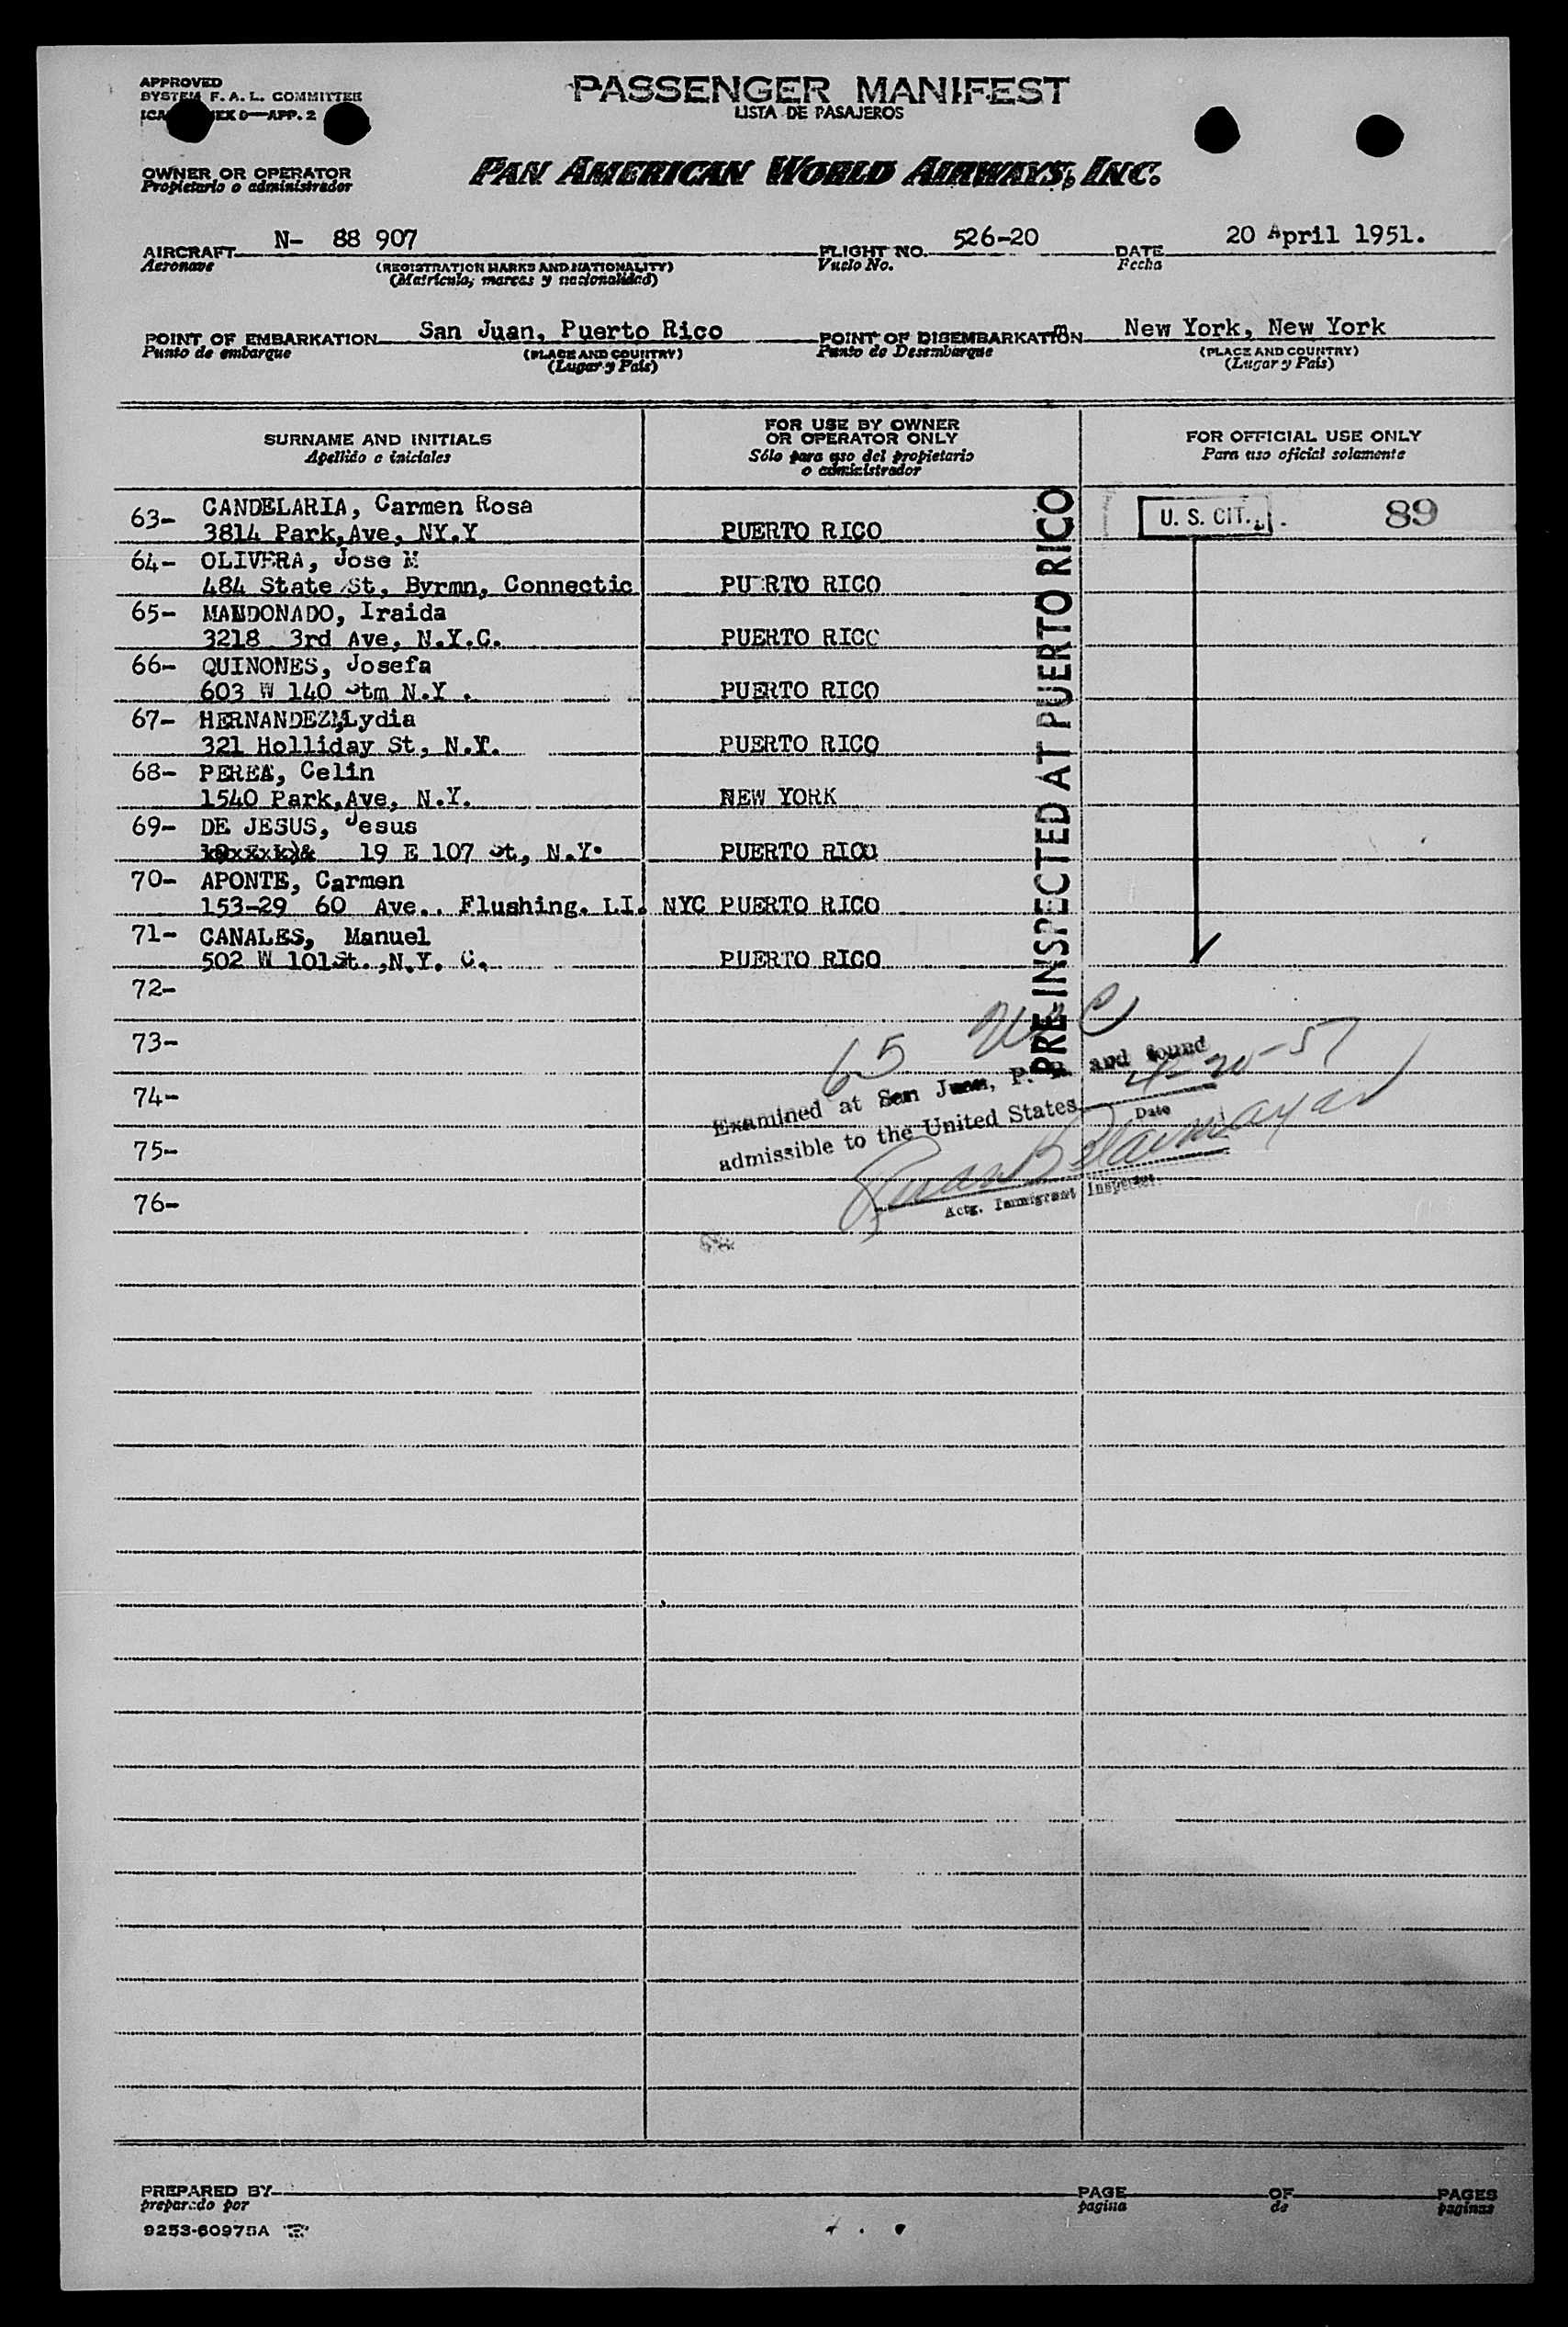 APPROVED
SYSTEM F. A. L. COMMITTEE
D—APP. 2
PASSENGER MANIFEST
LISTA DE PASAJEROS
OWNER OR OPERATOR
Propietario o administrador
PAN AMERICAN WORLD AIRWAYS, INC.
AIRCRAFT N- 88 907 FLIGHT NO. 526-20 DATE 20 April 1951.
Aeronave (REGISTRATION MARKS AND NATIONALITY) Vuelo No. Fecha
(Matricula, marcas y nacionalidad)
POINT OF EMBARKATION San Juan, Puerto Rico POINT OF DISEMBARKATION New York, New York
Punto de embarque (PLACE AND COUNTRY) Punto de Desembarque (PLACE AND COUNTRY)
(Lugar y País) (Lugar y País)
SURNAME AND INITIALS
Apellido e iniciales
FOR USE BY OWNER
OR OPERATOR ONLY
Sólo para uso del propietario
o administrador
FOR OFFICIAL USE ONLY
Para uso oficial solamente
63- CANDELARIA, Carmen Rosa U. S. CIT. 89
3814 Park,Ave, NY.Y PUERTO RICO
64- OLIVERA, Jose M
484 State St, Byrmn, Connectic PUERTO RICO
65- MALDONADO, Iraida
3218 3rd Ave, N.Y.C. PUERTO RICO
66- QUINONES, Josefa
603 W 140 Stm N.Y . PUERTO RICO
67- HERNANDEZ, Lydia
321 Holliday St, N.Y. PUERTO RICO
68- PEREA, Celin
1540 Park,Ave, N.Y. NEW YORK
69- DE JESUS, Jesus
19 E 107 St, N.Y. PUERTO RICO
70- APONTE, Carmen
153-29 60 Ave.. Flushing. LI. NYC PUERTO RICO
71- CANALES, Manuel
502 W 101St.,N.Y. C. PUERTO RICO
PRE-INSPECTED AT PUERTO RICO
72-
73-
74-
75-
76-
65 USC
Examined at San Juan, P. R. and found
admissible to the United States 4-20-51
Date
Actg. Immigrant Inspector.
PREPARED BY PAGE OF PAGES
preparado por pagina de paginas
9253-60975A